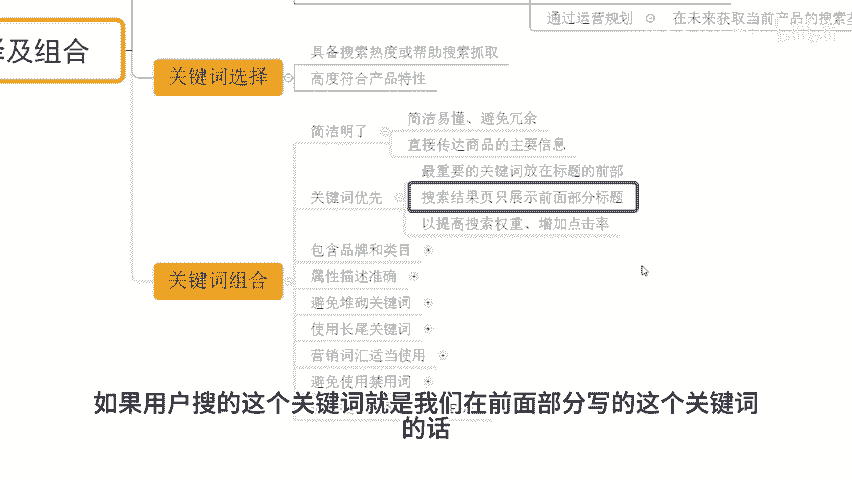 通过运营规划
在未来获取当前产品的搜索
择及组合
关键词选择
具备搜索热度或帮助搜索抓取
高度符合产品特性
简洁明了
简洁易懂、避免冗余
直接传达商品的主要信息
关键词优先
最重要的关键词放在标题的前部
搜索结果页只展示前面部分标题
以提高搜索权重、增加点击率
关键词组合
包含品牌和类目
属性描述准确
避免堆砌关键词
使用长尾关键词
营销词汇适当使用
避免使用禁用词
如果用户搜的这个关键词就是我们在前面部分写的这个关键词
的话